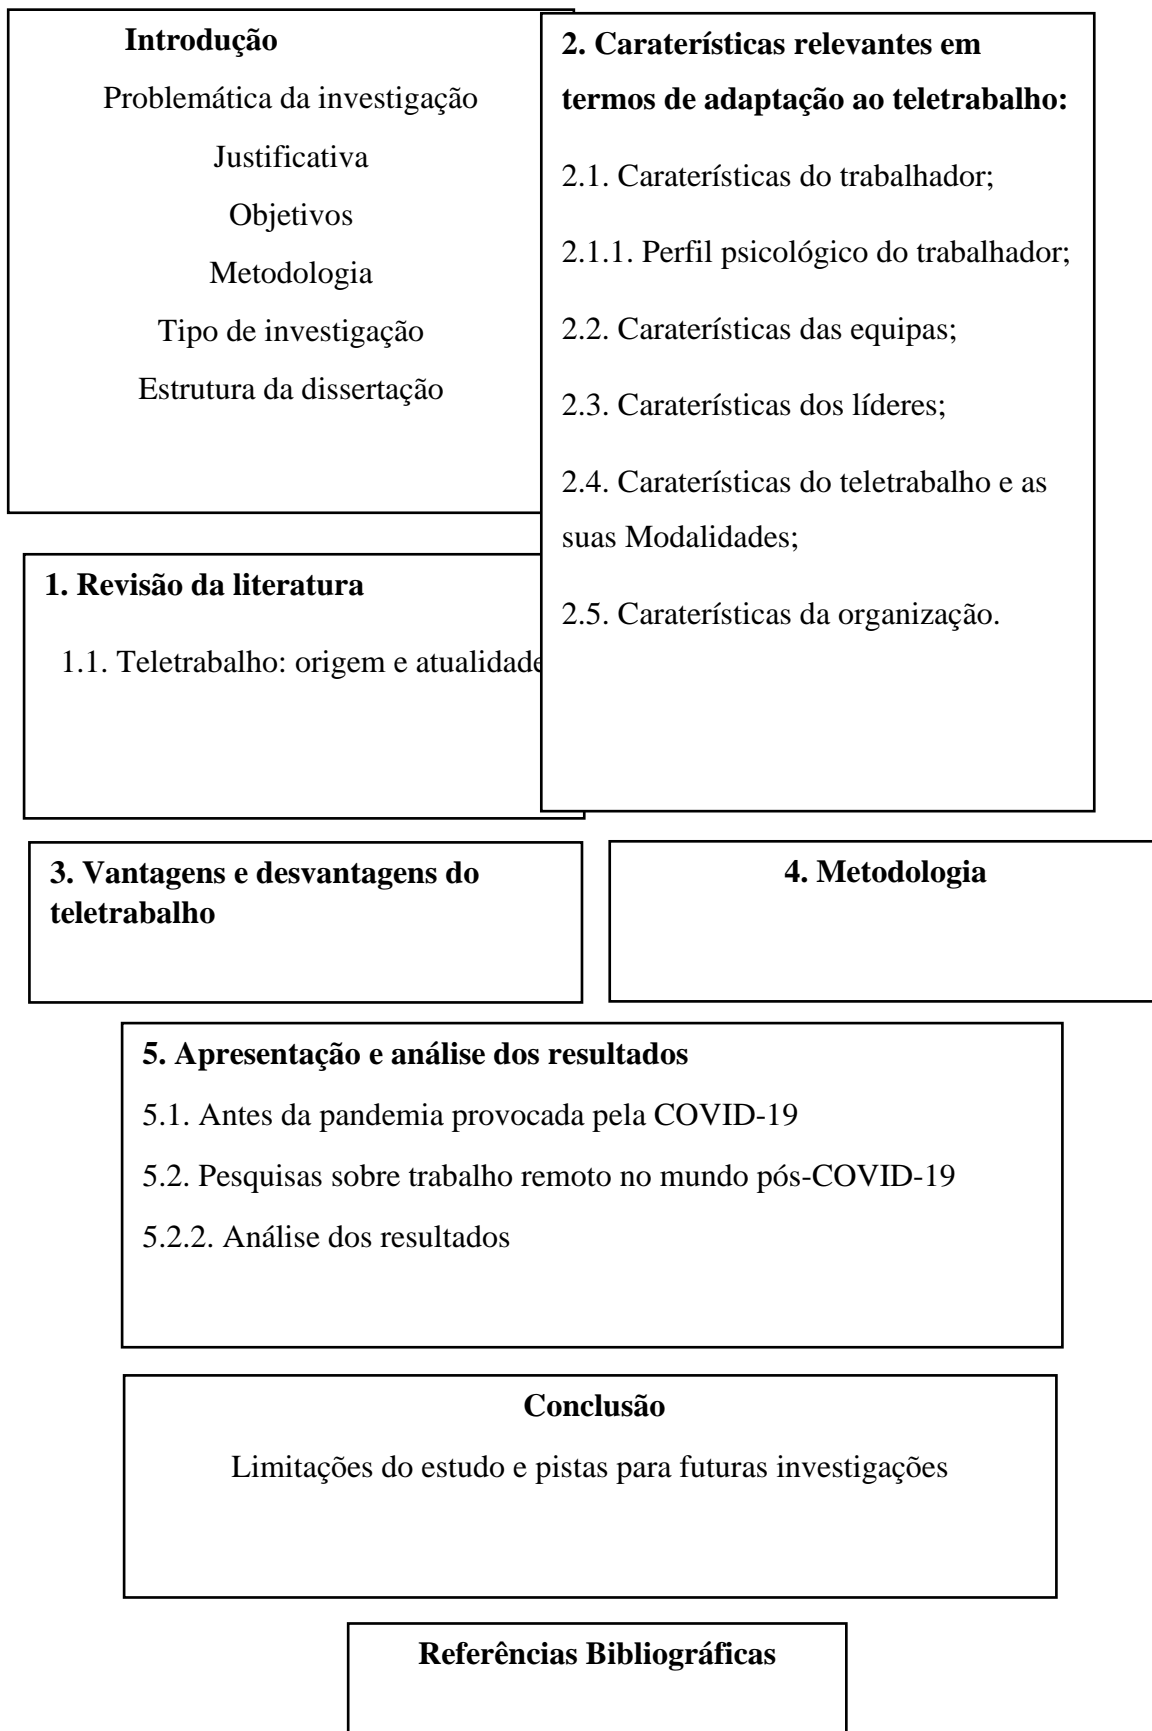 Introdução
Problemática da investigação
Justificativa
Objetivos
Metodologia
Tipo de investigação
Estrutura da dissertação
1. Revisão da literatura
1.1. Teletrabalho: origem e atualidade
2. Caraterísticas relevantes em
termos de adaptação ao teletrabalho:
2.1. Caraterísticas do trabalhador;
2.1.1. Perfil psicológico do trabalhador;
2.2. Caraterísticas das equipas;
2.3. Caraterísticas dos líderes;
2.4. Caraterísticas do teletrabalho e as
suas Modalidades;
2.5. Caraterísticas da organização.
3. Vantagens e desvantagens do
teletrabalho
4. Metodologia
5. Apresentação e análise dos resultados
5.1. Antes da pandemia provocada pela COVID-19
5.2. Pesquisas sobre trabalho remoto no mundo pós-COVID-19
5.2.2. Análise dos resultados
Conclusão
Limitações do estudo e pistas para futuras investigações
Referências Bibliográficas